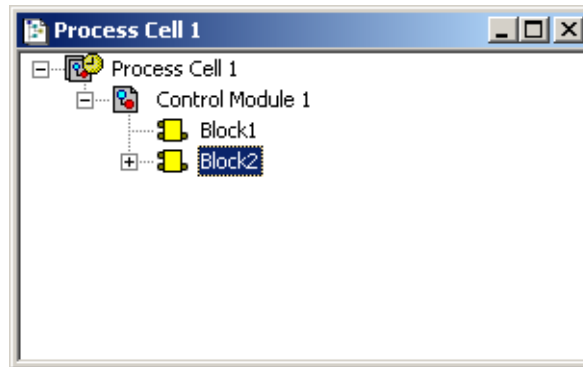 Process Cell 1
Process Cell 1
Control Module 1
Block1
Block2